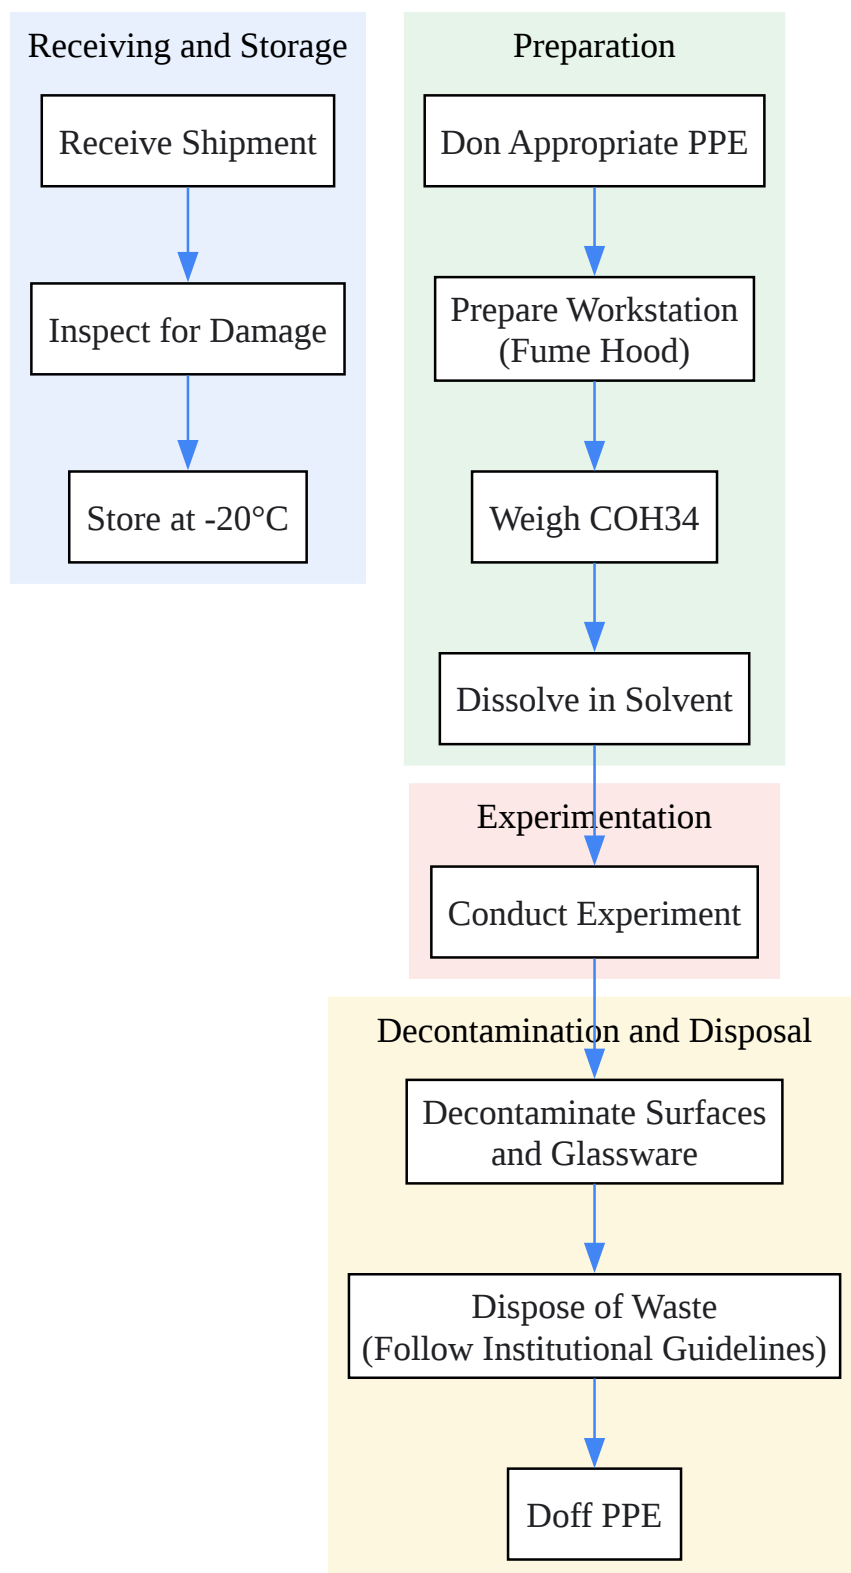 Receiving and Storage
Receive Shipment
Inspect for Damage
Store at -20°C
Preparation
Don Appropriate PPE
Prepare Workstation
(Fume Hood)
Weigh COH34
Dissolve in Solvent
Experimentation
Conduct Experiment
Decontamination and Disposal
Decontaminate Surfaces
and Glassware
Dispose of Waste
(Follow Institutional Guidelines)
Doff PPE